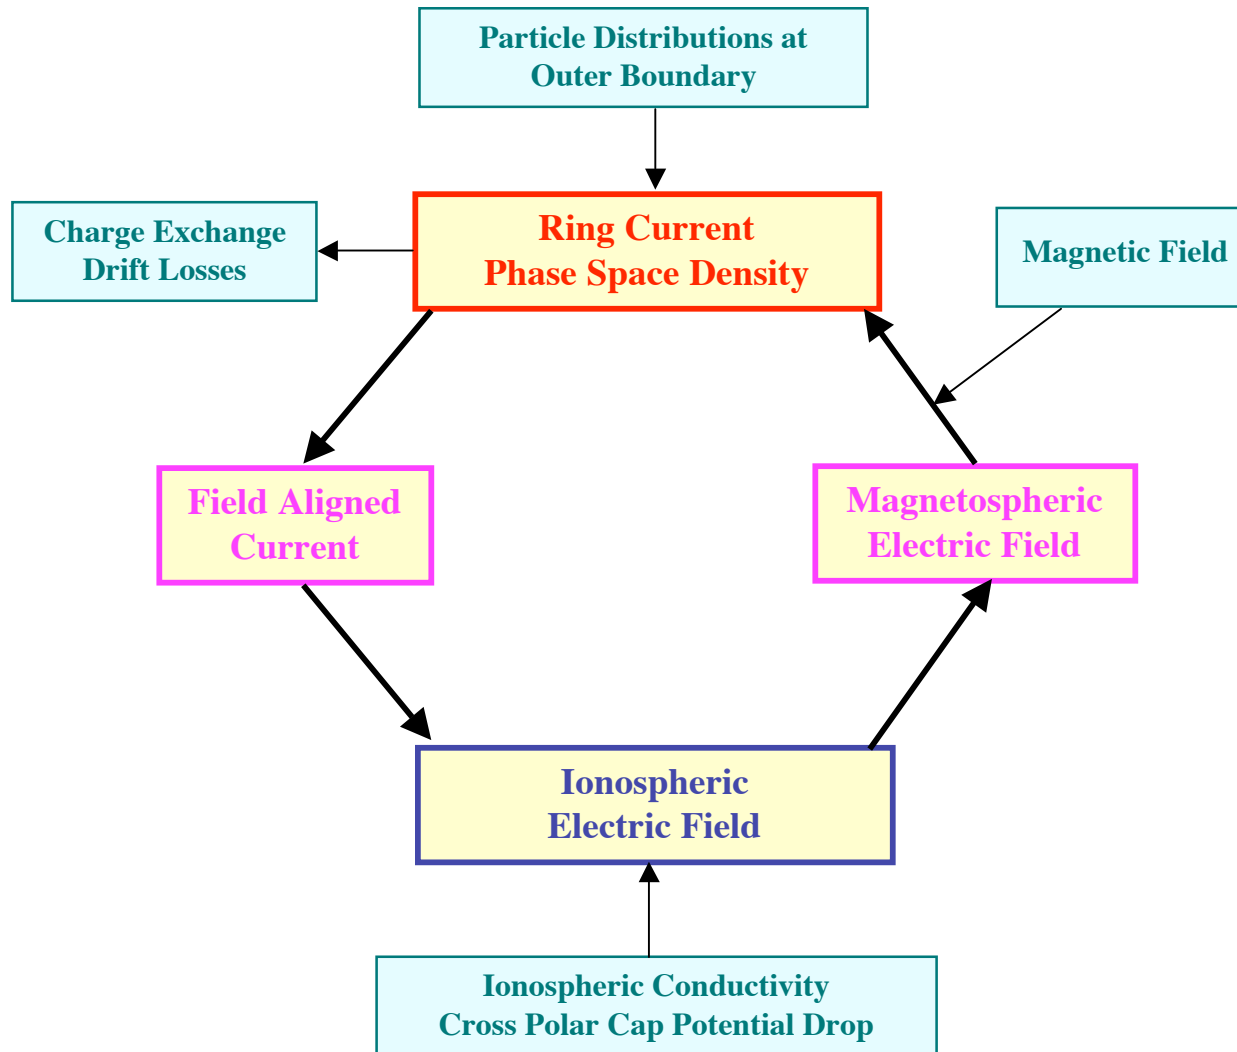 Particle Distributions at
Outer Boundary
Charge Exchange
Drift Losses
Ring Current
Phase Space Density
Magnetic Field
Field Aligned
Current
Magnetospheric
Electric Field
Ionospheric
Electric Field
Ionospheric Conductivity
Cross Polar Cap Potential Drop